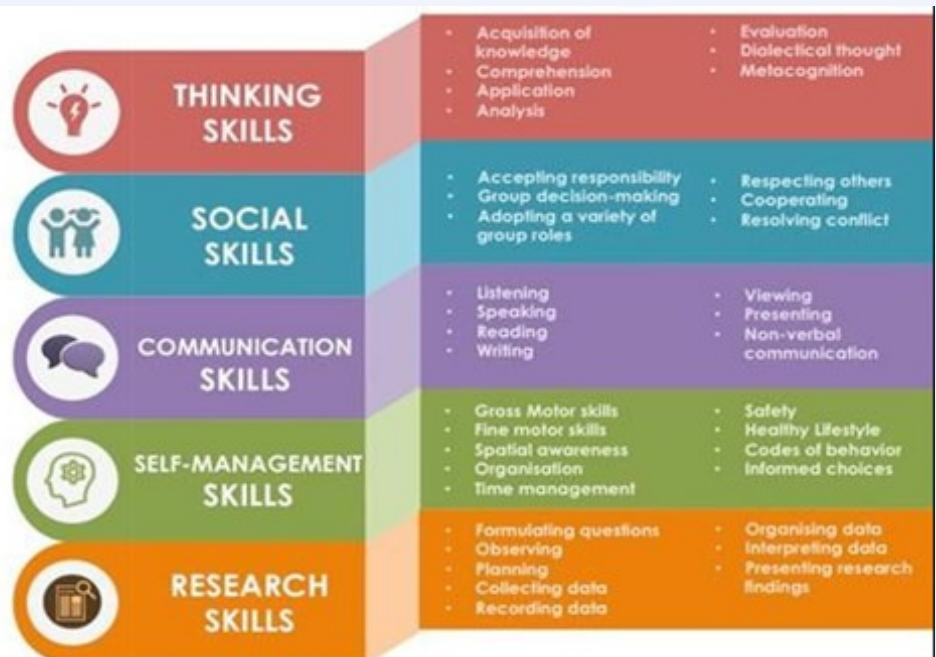 THINKING
SKILLS
• Acquisition of
knowledge
• Comprehension
• Application
• Analysis
• Evaluation
• Dialectical thought
• Metacognition
SOCIAL
SKILLS
• Accepting responsibility
• Group decision-making
• Adopting a variety of
group roles
• Respecting others
• Cooperating
• Resolving conflict
COMMUNICATION
SKILLS
• Listening
• Speaking
• Reading
• Writing
• Viewing
• Presenting
• Non-verbal
communication
SELF-MANAGEMENT
SKILLS
• Gross Motor skills
• Fine motor skills
• Spatial awareness
• Organisation
• Time management
• Safety
• Healthy Lifestyle
• Codes of behavior
• Informed choices
RESEARCH
SKILLS
• Formulating questions
• Observing
• Planning
• Collecting data
• Recording data
• Organising data
• Interpreting data
• Presenting research
findings